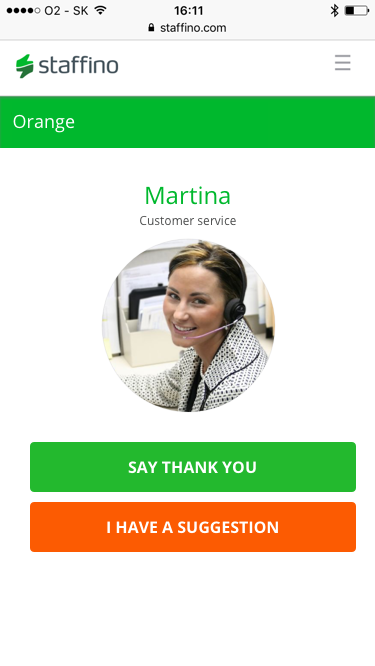 O2 - SK 16:11
staffino.com
staffino
Orange
Martina
Customer service
SAY THANK YOU
I HAVE A SUGGESTION